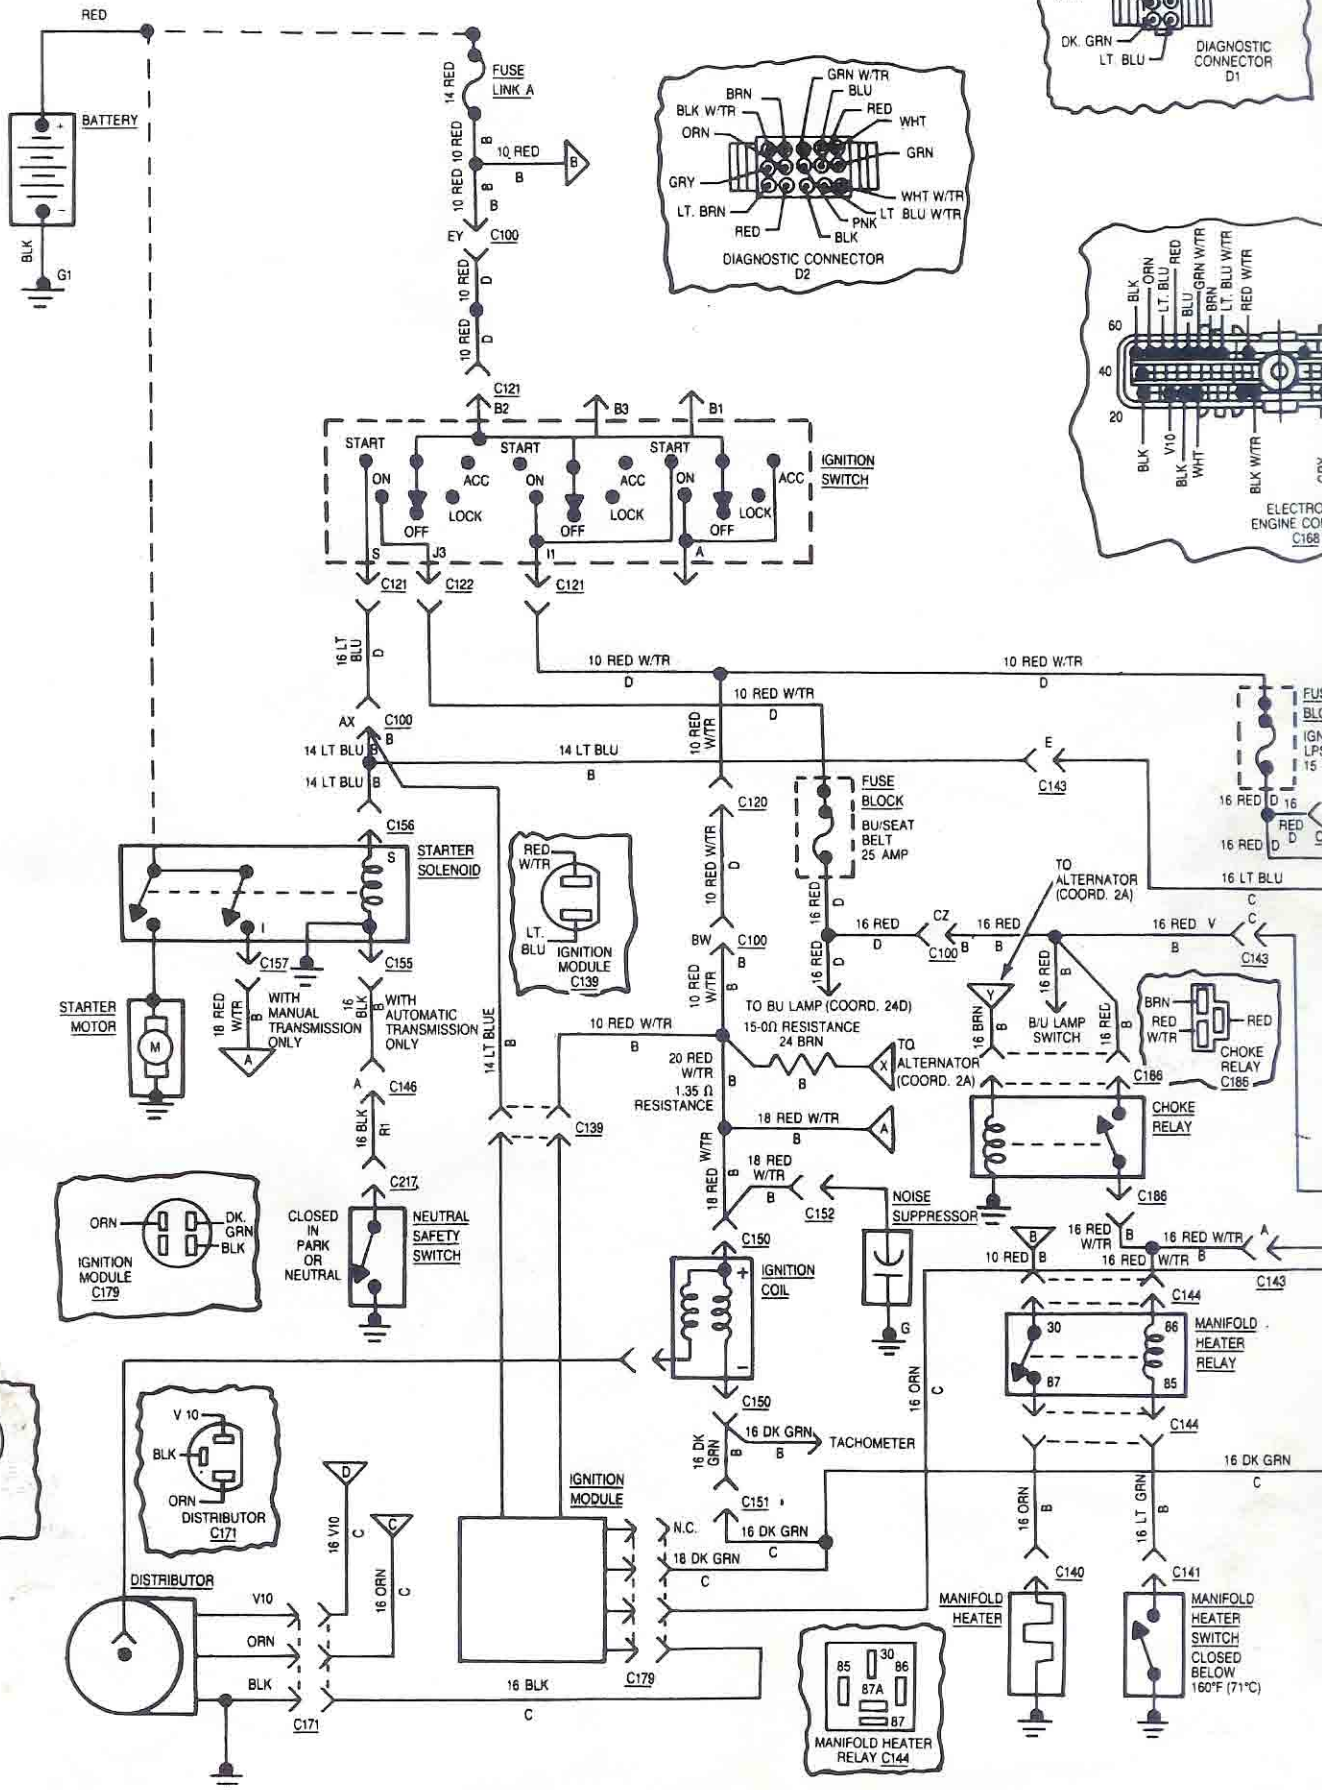 RED
BATTERY
+
-
BLK
G1
14 RED
FUSE
LINK A
10 RED
B
10 RED
B
B
10 RED
B
B
EY
C100
10 RED
D
10 RED
D
C121
B2
B3
B1
START
ON
OFF
ACC
LOCK
START
ON
OFF
ACC
LOCK
START
ON
OFF
ACC
LOCK
IGNITION
SWITCH
S
J3
I1
A
C121
C122
C121
BRN
BLK W/TR
ORN
GRY
LT. BRN
RED
GRN W/TR
BLU
RED
WHT
GRN
WHT W/TR
LT BLU W/TR
PNK
BLK
DIAGNOSTIC CONNECTOR
D2
DK. GRN
LT. BLU
DIAGNOSTIC
CONNECTOR
D1
60
40
20
BLK
ORN
LT. BLU
RED
BLU
GRN W/TR
BRN
LT. BLU W/TR
RED W/TR
BLK
V10
BLK
WHT
BLK W/TR
ELECTRO
ENGINE CO
C168
16 LT
BLU
D
AX
C100
B
14 LT BLU
B
14 LT BLU
B
14 LT BLU
B
E
C143
C156
S
STARTER
SOLENOID
I
C157
C155
18 RED
W/TR
B
A
WITH
MANUAL
TRANSMISSION
ONLY
16
BLK
B
WITH
AUTOMATIC
TRANSMISSION
ONLY
STARTER
MOTOR
M
A
C146
16 BLK
R1
C217
CLOSED
IN
PARK
OR
NEUTRAL
NEUTRAL
SAFETY
SWITCH
10 RED W/TR
D
10 RED W/TR
D
10 RED W/TR
D
10 RED
W/TR
C120
10 RED W/TR
D
BW
C100
B
10 RED
W/TR
B
FUSE
BLOCK
BU/SEAT
BELT
25 AMP
16 RED
D
16 RED
D
16 RED
D
CZ
C100
B
16 RED
B
TO BU LAMP (COORD. 24D)
16 RED
B
B/U LAMP
SWITCH
16 RED
B
16 RED V
B
C
C143
16 LT BLU
C
TO
ALTERNATOR
(COORD. 2A)
Y
16 BRN
B
15
16 RED
D
16
RED
D
16 RED
D
RED
W/TR
LT.
BLU
IGNITION
MODULE
C139
14 LT BLUE
B
10 RED W/TR
B
15-0Ω RESISTANCE
24 BRN
B
X
TO
ALTERNATOR
(COORD. 2A)
20 RED
W/TR
B
1.35 Ω
RESISTANCE
18 RED W/TR
B
A
18 RED W/TR
B
18 RED
W/TR
B
C152
NOISE
SUPPRESSOR
G
C139
C150
+
-
IGNITION
COIL
C150
16 DK
GRN
B
16 DK GRN
B
TACHOMETER
C151
16 DK GRN
C
BRN
RED
W/TR
RED
CHOKE
RELAY
C186
C186
CHOKE
RELAY
C186
16 RED
W/TR
B
B
10 RED
B
16 RED
W/TR
16 RED W/TR
B
A
C143
C144
30
86
87
85
MANIFOLD
HEATER
RELAY
C144
16 DK GRN
C
16 ORN
C
16 ORN
B
16 LT GRN
B
C140
C141
MANIFOLD
HEATER
MANIFOLD
HEATER
SWITCH
CLOSED
BELOW
160°F (71°C)
ORN
DK.
GRN
BLK
IGNITION
MODULE
C179
V 10
BLK
ORN
DISTRIBUTOR
C171
D
16 V10
C
C
16 ORN
C
DISTRIBUTOR
V10
ORN
BLK
C171
IGNITION
MODULE
N.C.
18 DK GRN
C
C179
16 BLK
C
85
30
86
87A
87
MANIFOLD HEATER
RELAY C144